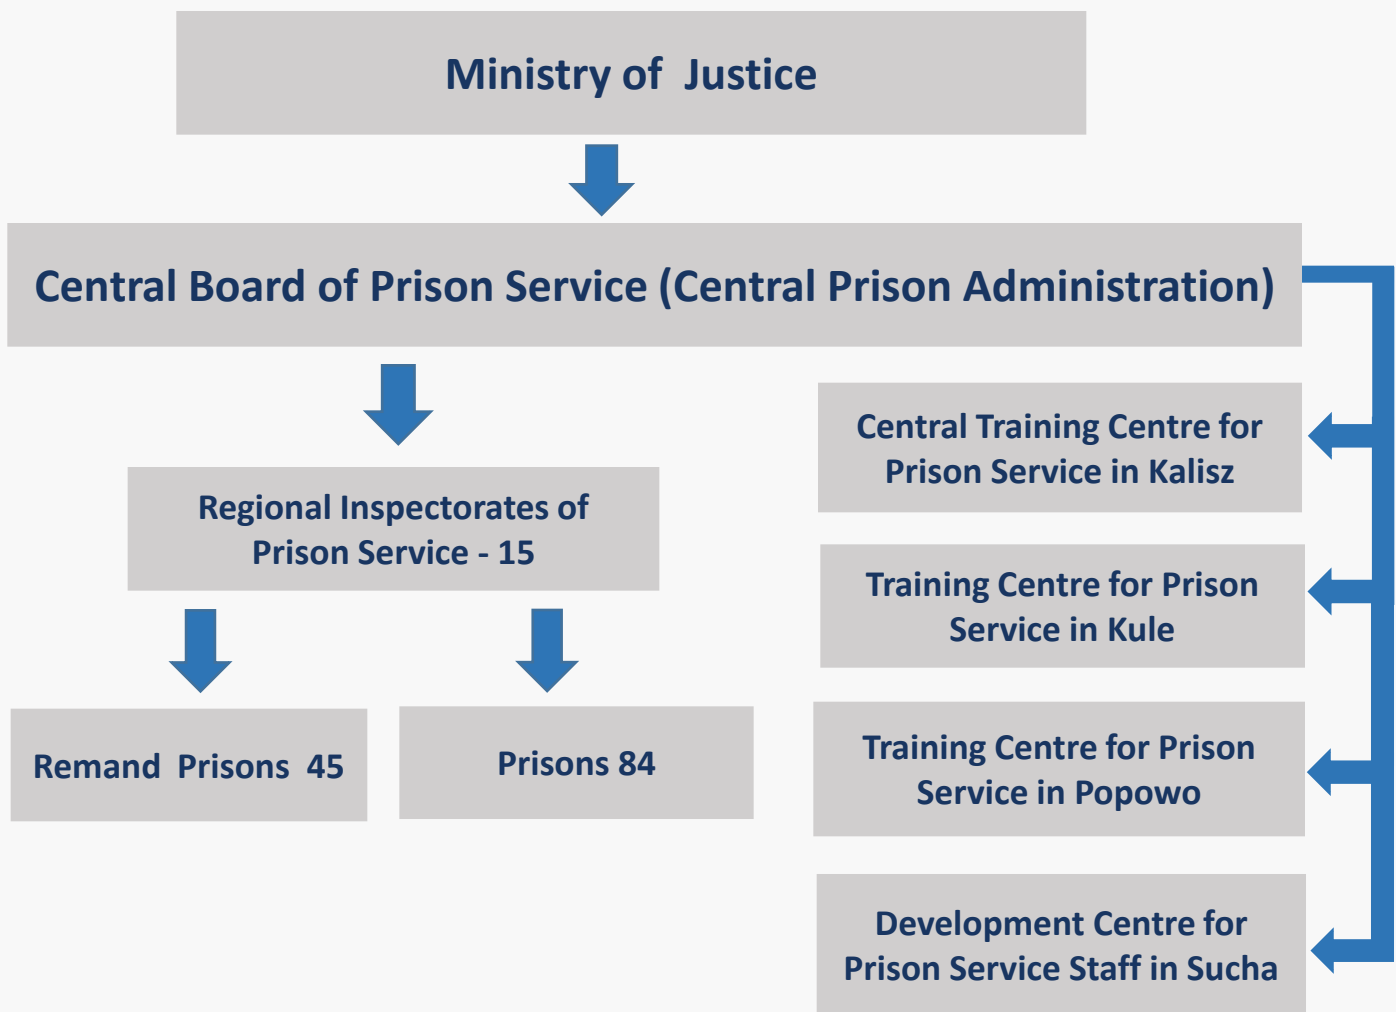 Ministry of  Justice
Central Board of Prison Service (Central Prison Administration)
Regional Inspectorates of
Prison Service - 15
Remand  Prisons  45
Prisons 84
Central Training Centre for
Prison Service in Kalisz
Training Centre for Prison
Service in Kule
Training Centre for Prison
Service in Popowo
Development Centre for
Prison Service Staff in Sucha